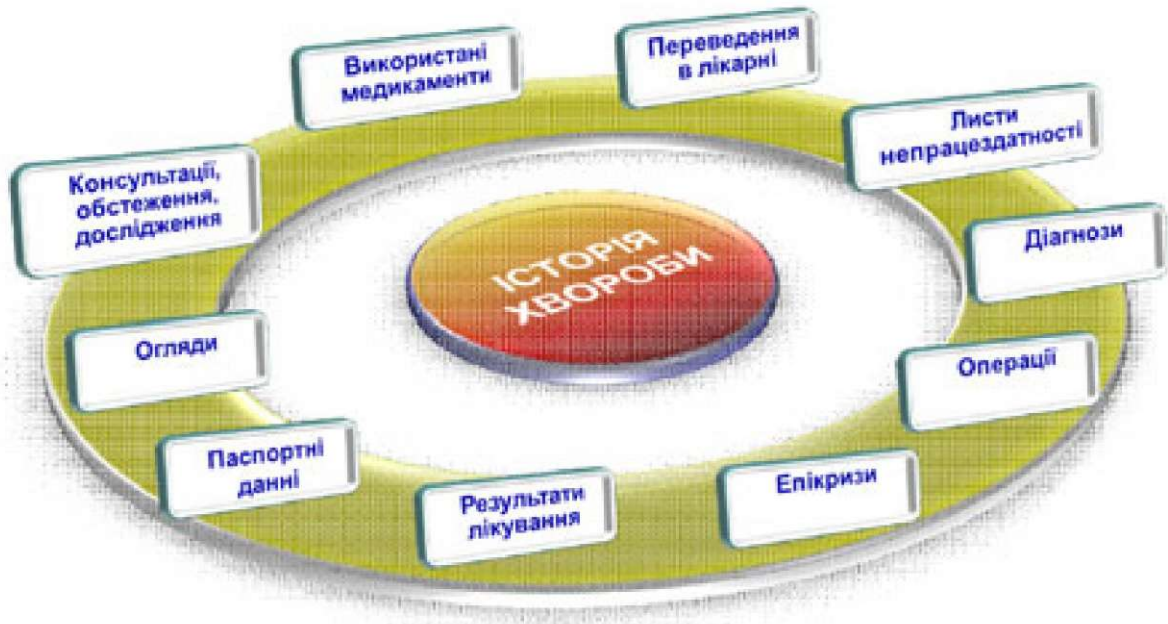 Використані
медикаменти
Переведення
в лікарні
Листи
непрацездатності
Консультації,
обстеження,
дослідження
Діагнози
ІСТОРІЯ
ХВОРОБИ
Огляди
Операції
Паспортні
данні
Результати
лікування
Епікризи